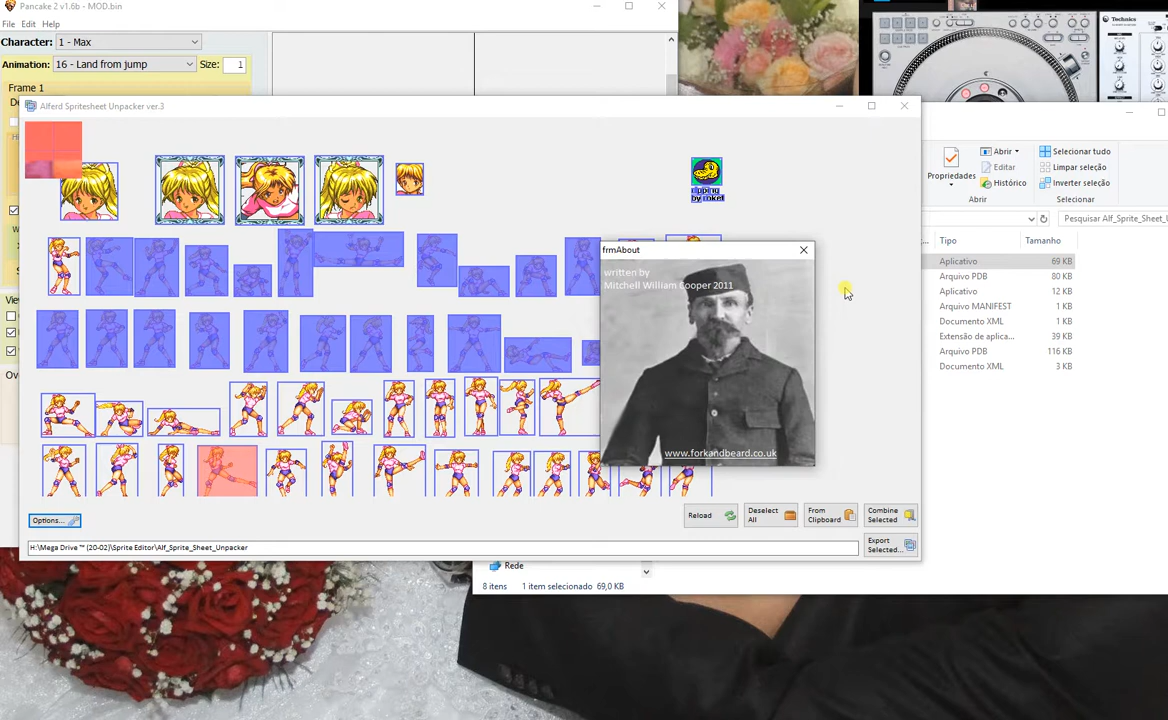 Pancake 2 v1.6b - MOD.bin
File Edit Help
Character: 1 - Max
Animation: 16 - Land from jump Size: 1
Frame 1
Alferd Spritesheet Unpacker ver.3
ripping
by roket
frmAbout
written by
Mitchell William Cooper 2011
www.forkandbeard.co.uk
Options...
Reload
Deselect
All
From
Clipboard
Combine
Selected
Export
Selected...
H:\Mega Drive ™ (20-02)\Sprite Editor\Alf_Sprite_Sheet_Unpacker
Technics
Propriedades
Abrir
Editar
Histórico
Abrir
Selecionar tudo
Limpar seleção
Inverter seleção
Selecionar
Pesquisar Alf_Sprite_Sheet_U
Tipo Tamanho
Aplicativo 69 KB
Arquivo PDB 80 KB
Aplicativo 12 KB
Arquivo MANIFEST 1 KB
Documento XML 1 KB
Extensão de aplica... 39 KB
Arquivo PDB 116 KB
Documento XML 3 KB
Rede
8 itens 1 item selecionado 69,0 KB